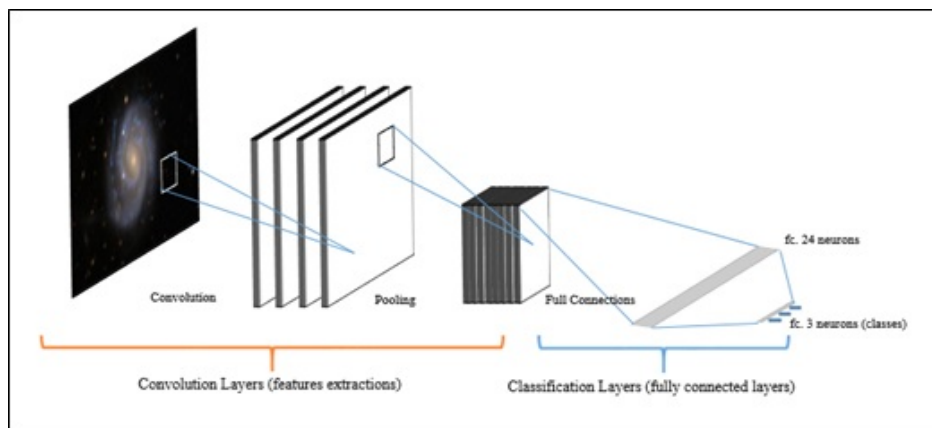 fc. 24 neurons
Convolution
Pooling
Full Connections
fc. 3 neurons (classes)
Convolution Layers (features extractions)
Classification Layers (fully connected layers)